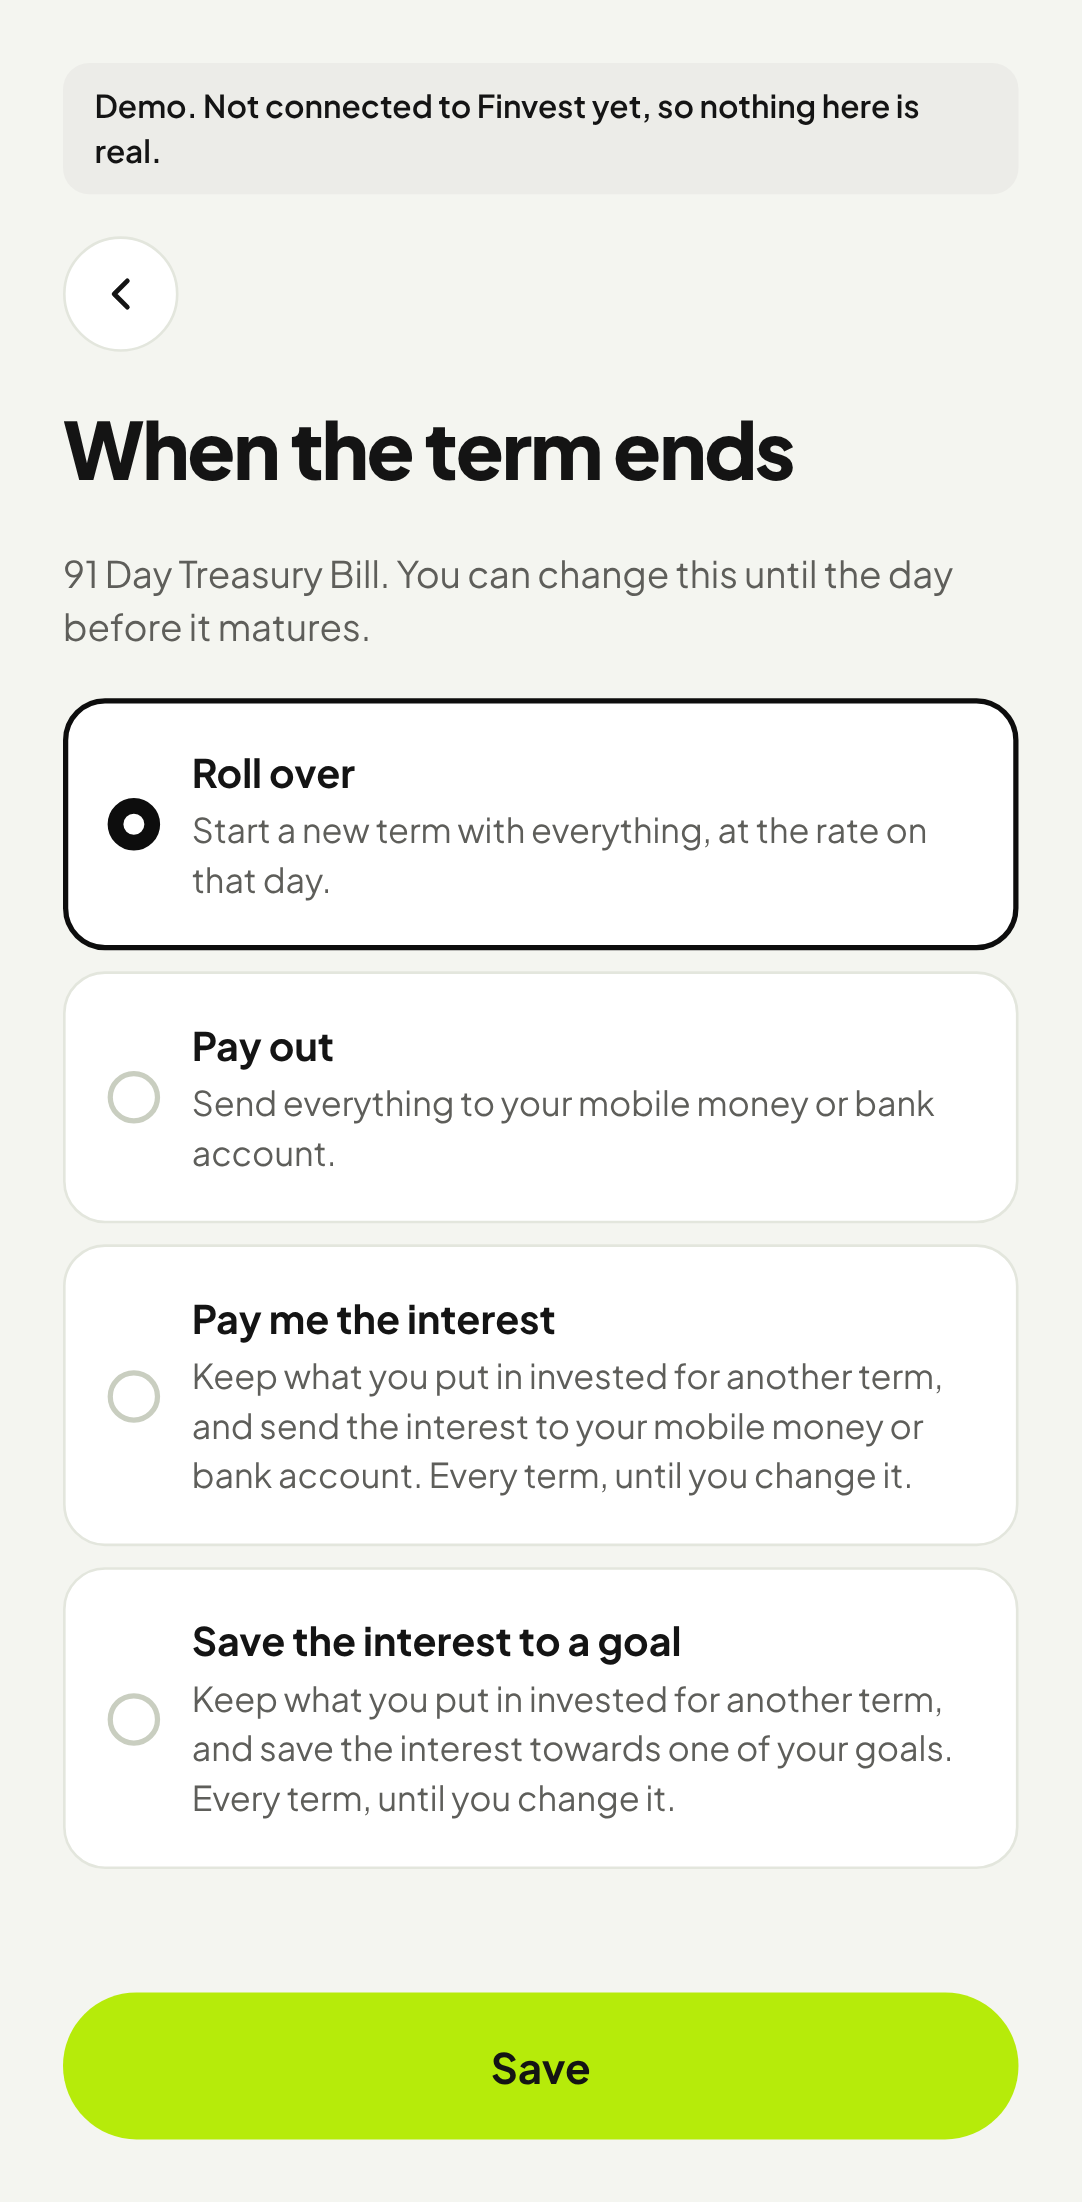 Demo. Not connected to Finvest yet, so nothing here is
real.
When the term ends
91 Day Treasury Bill. You can change this until the day
before it matures.
Roll over
Start a new term with everything, at the rate on
that day.
Pay out
Send everything to your mobile money or bank
account.
Pay me the interest
Keep what you put in invested for another term,
and send the interest to your mobile money or
bank account. Every term, until you change it.
Save the interest to a goal
Keep what you put in invested for another term,
and save the interest towards one of your goals.
Every term, until you change it.
Save